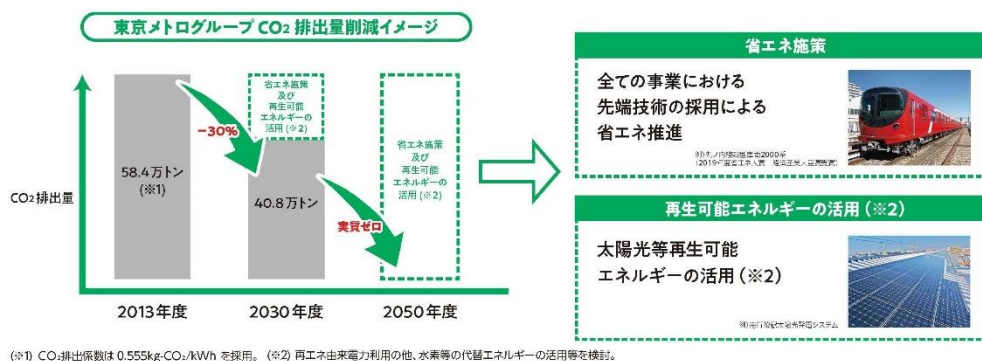 東京メトログループ CO₂ 排出量削減イメージ
CO₂ 排出量
58.4万トン
(※1)
−30%
省エネ施策
及び
再生可能
エネルギーの
活用(※2)
40.8万トン
実質ゼロ
省エネ施策
及び
再生可能
エネルギーの
活用(※2)
2013年度
2030年度
2050年度
省エネ施策
全ての事業における
先端技術の採用による
省エネ推進
再生可能エネルギーの活用(※2)
太陽光等再生可能
エネルギーの活用(※2)
(※1) CO₂排出係数は 0.555kg-CO₂/kWh を採用。 (※2) 再エネ由来電力利用の他、水素等の代替エネルギーの活用等を検討。